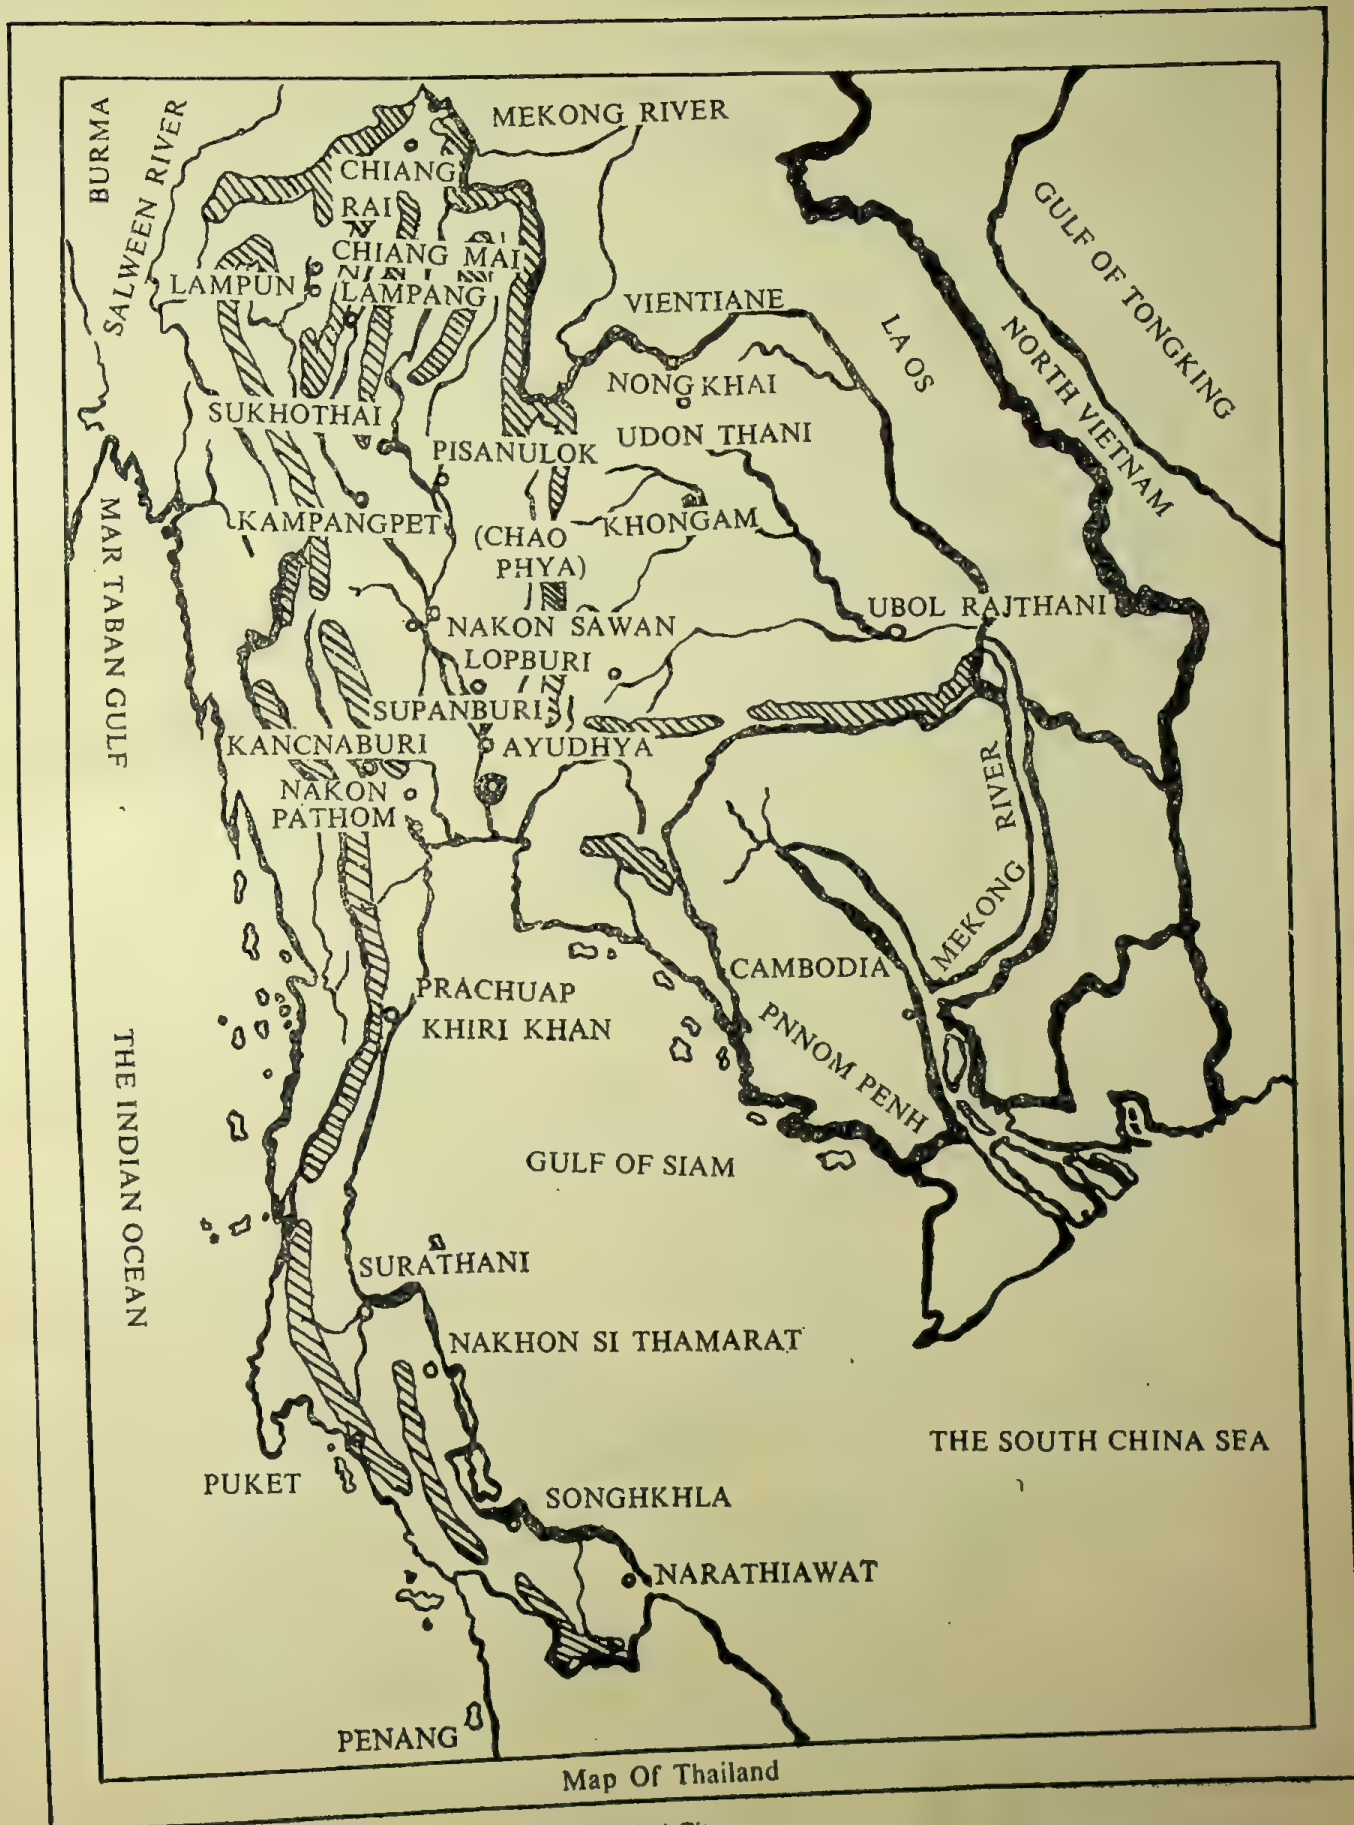 BURMA
SALWEEN RIVER
MEKONG RIVER
CHIANG
RAI
CHIANG MAI
LAMPUN
LAMPANG
GULF OF TONGKING
NORTH VIETNAM
LA OS
VIENTIANE
NONG KHAI
SUKHOTHAI
UDON THANI
PISANULOK
KAMPANGPET
KHONGAM
(CHAO
PHYA)
MAR TABAN GULF
UBOL RAJTHANI
NAKON SAWAN
LOPBURI
SUPANBURI
KANCNABURI
AYUDHYA
NAKON
PATHOM
MEKONG RIVER
CAMBODIA
PRACHUAP
KHIRI KHAN
PNNOM PENH
THE INDIAN OCEAN
GULF OF SIAM
SURATHANI
NAKHON SI THAMARAT
THE SOUTH CHINA SEA
PUKET
SONGHKHLA
NARATHIAWAT
PENANG
Map Of Thailand